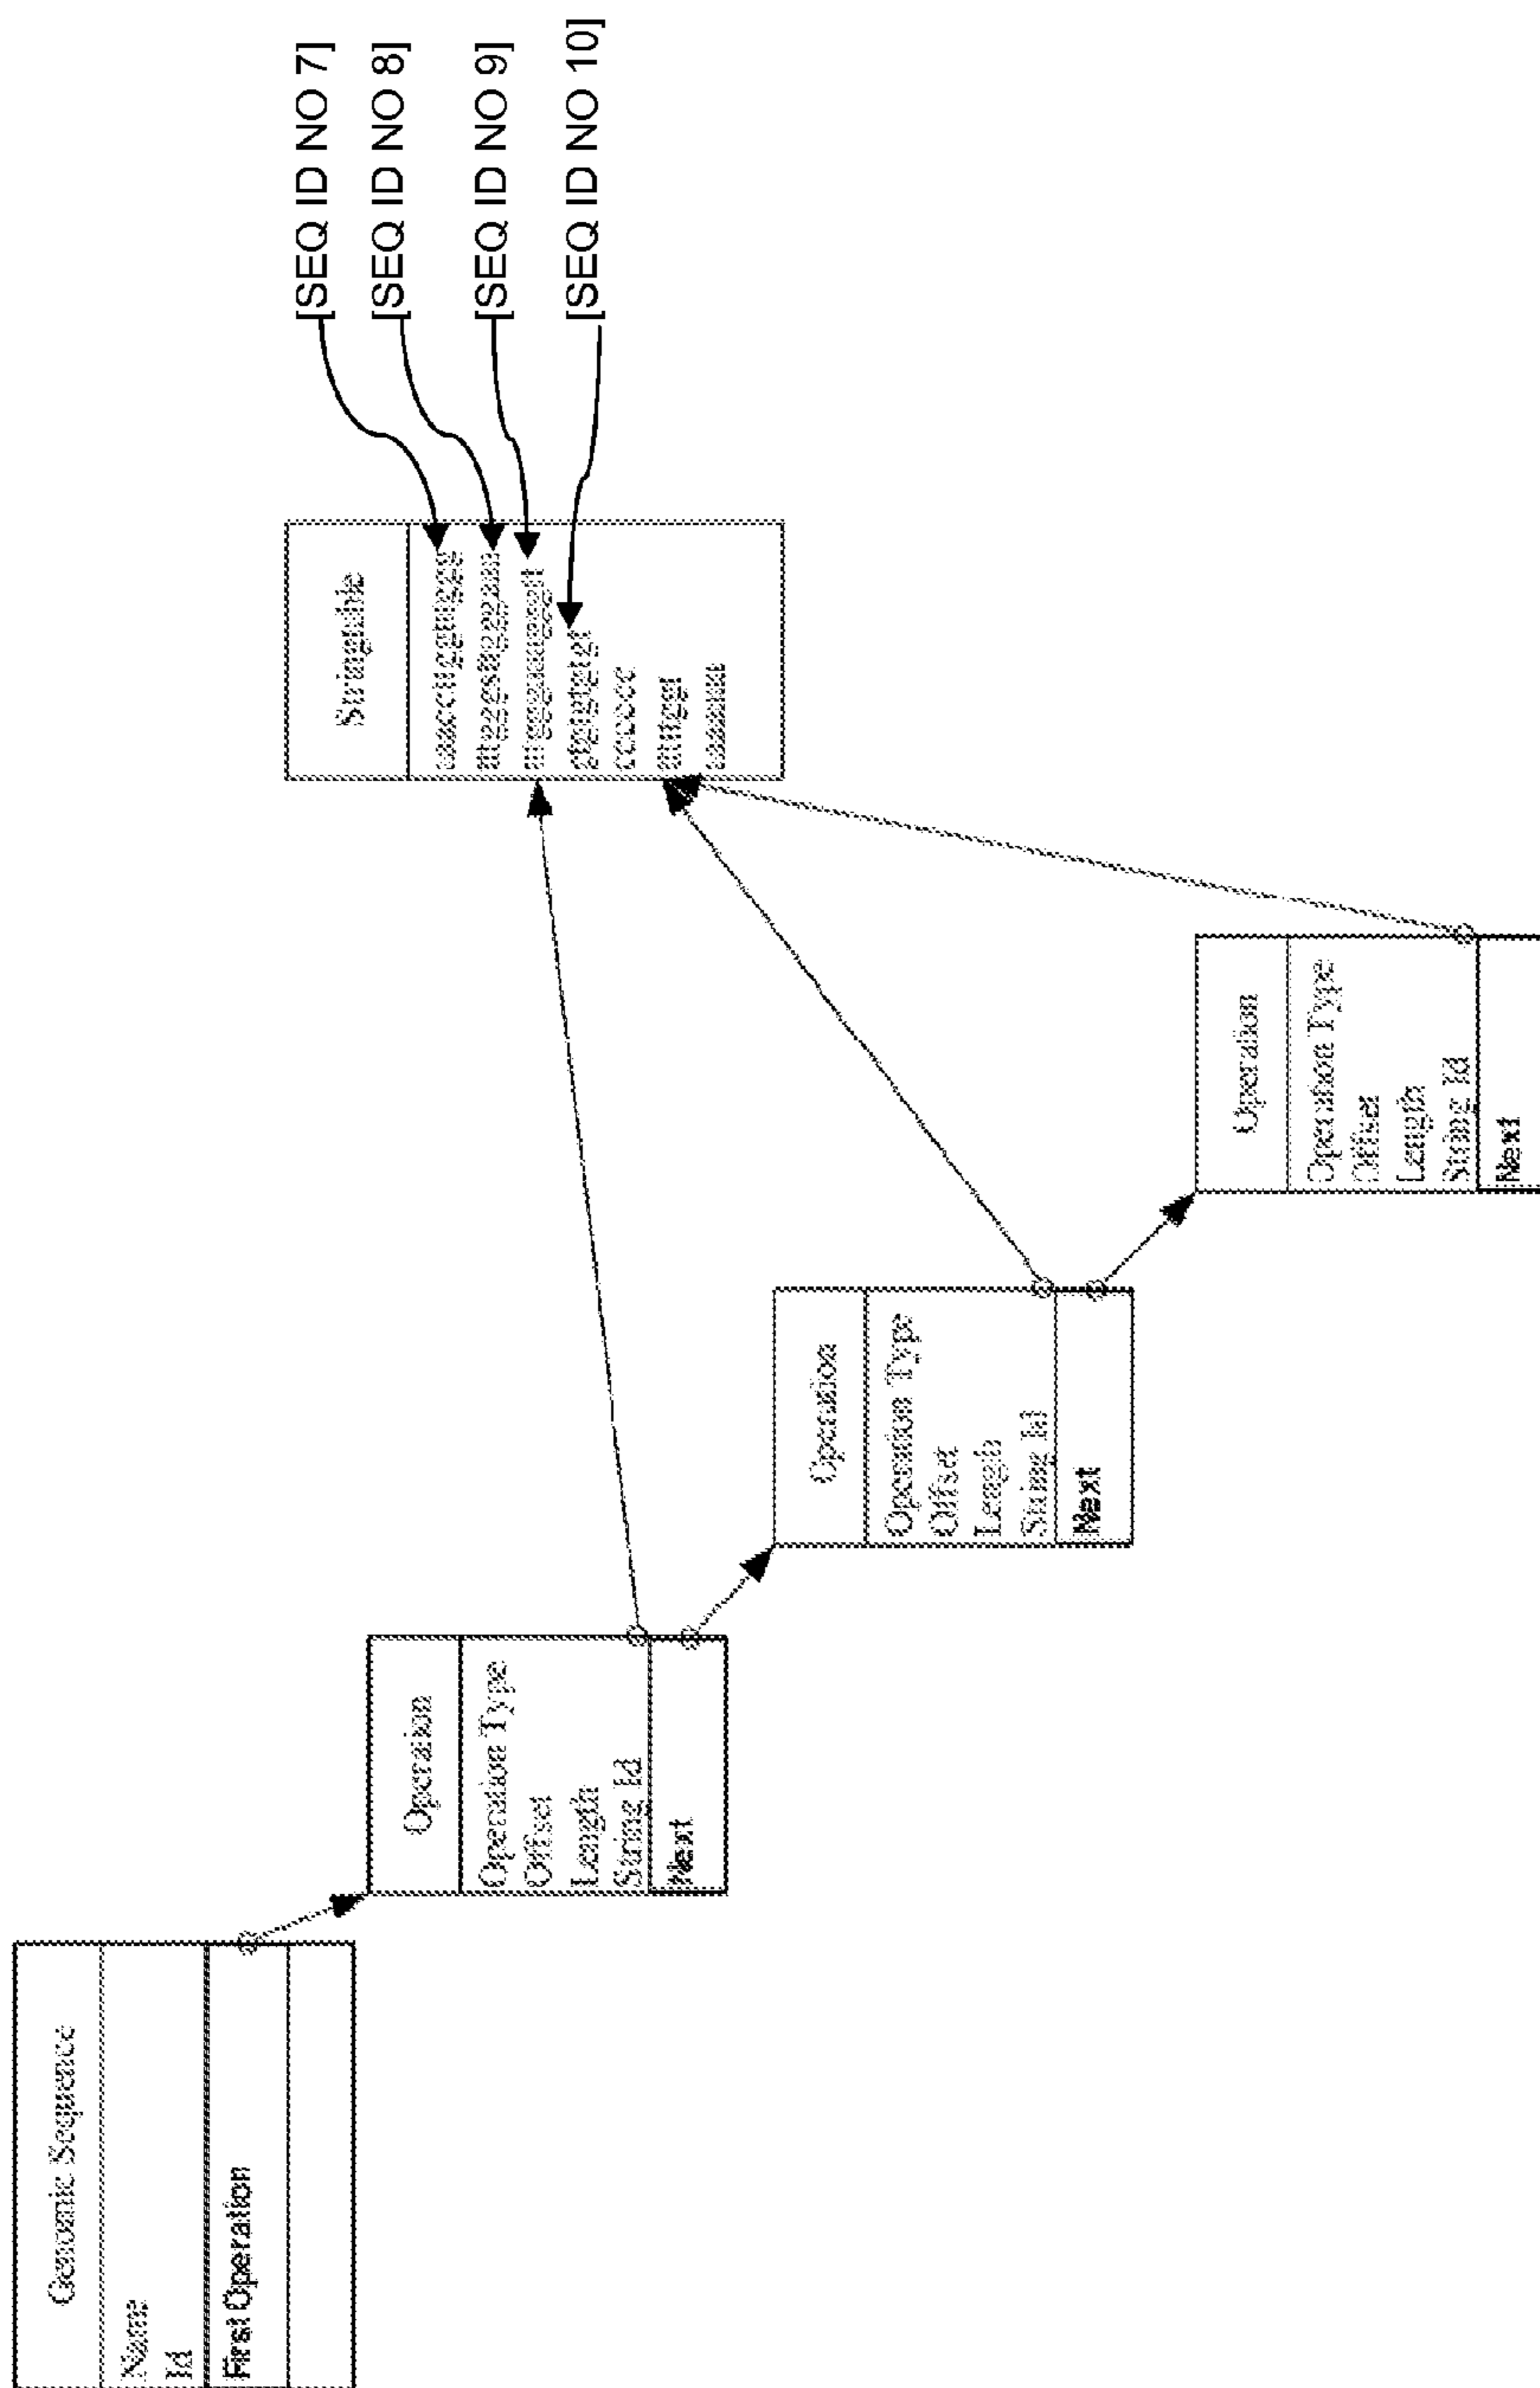 Genomic Sequence
Name
Id
First Operation
Operation
Operation Type
Offset
Length
String Id
Next
Operation
Operation Type
Offset
Length
String Id
Next
Operation
Operation Type
Offset
Length
String Id
Next
cccccc
[SEQ ID NO 7]
[SEQ ID NO 8]
[SEQ ID NO 9]
[SEQ ID NO 10]